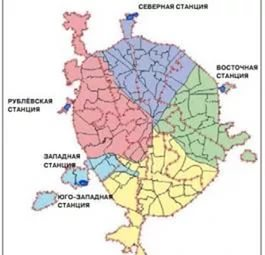 СЕВЕРНАЯ СТАНЦИЯ
ВОСТОЧНАЯ
СТАНЦИЯ
РУБЛЁВСКАЯ
СТАНЦИЯ
ЗАПАДНАЯ
СТАНЦИЯ
ЮГО-ЗАПАДНАЯ
СТАНЦИЯ